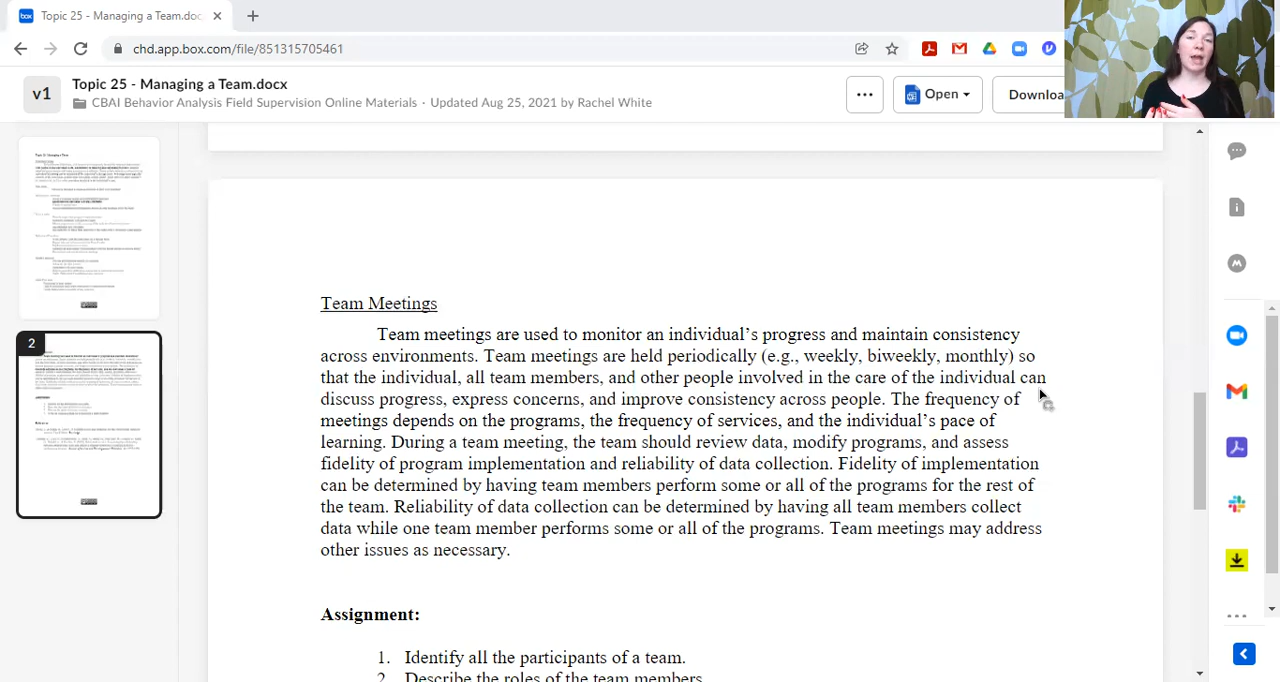 Topic 25 - Managing a Team.doc
chd.app.box.com/file/851315705461
v1
Topic 25 - Managing a Team.docx
CBAI Behavior Analysis Field Supervision Online Materials · Updated Aug 25, 2021 by Rachel White
Open
Downloa
2
Team Meetings
Team meetings are used to monitor an individual's progress and maintain consistency
across environments. Team meetings are held periodically (e.g., weekly, biweekly, monthly) so
that the individual, all team members, and other people involved in the care of the individual can
discuss progress, express concerns, and improve consistency across people. The frequency of
meetings depends on the programs, the frequency of services, and the individual's pace of
learning. During a team meeting, the team should review data, modify programs, and assess
fidelity of program implementation and reliability of data collection. Fidelity of implementation
can be determined by having team members perform some or all of the programs for the rest of
the team. Reliability of data collection can be determined by having all team members collect
data while one team member performs some or all of the programs. Team meetings may address
other issues as necessary.
Assignment:
1. Identify all the participants of a team.
2. Describe the roles of the team members.